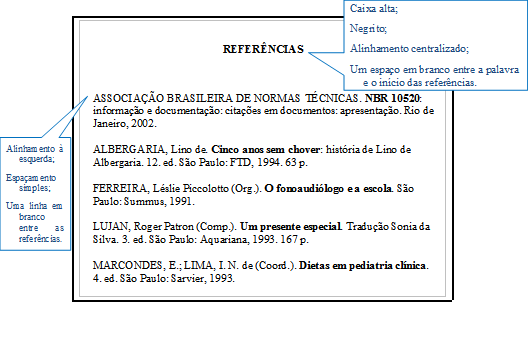 Caixa alta;
Negrito;
Alinhamento centralizado;
Um espaço em branco entre a palavra
e o inicio das referências.
REFERÊNCIAS
ASSOCIAÇÃO BRASILEIRA DE NORMAS TÉCNICAS. NBR 10520:
informação e documentação: citações em documentos: apresentação. Rio de
Janeiro, 2002.
ALBERGARIA, Lino de. Cinco anos sem chover: história de Lino de
Albergaria. 12. ed. São Paulo: FTD, 1994. 63 p.
FERREIRA, Léslie Piccolotto (Org.). O fonoaudiólogo e a escola. São
Paulo: Summus, 1991.
LUJAN, Roger Patron (Comp.). Um presente especial. Tradução Sonia da
Silva. 3. ed. São Paulo: Aquariana, 1993. 167 p.
MARCONDES, E.; LIMA, I. N. de (Coord.). Dietas em pediatria clínica.
4. ed. São Paulo: Sarvier, 1993.
Alinhamento à
esquerda;
Espaçamento
simples;
Uma linha em
branco
entre as
referências.